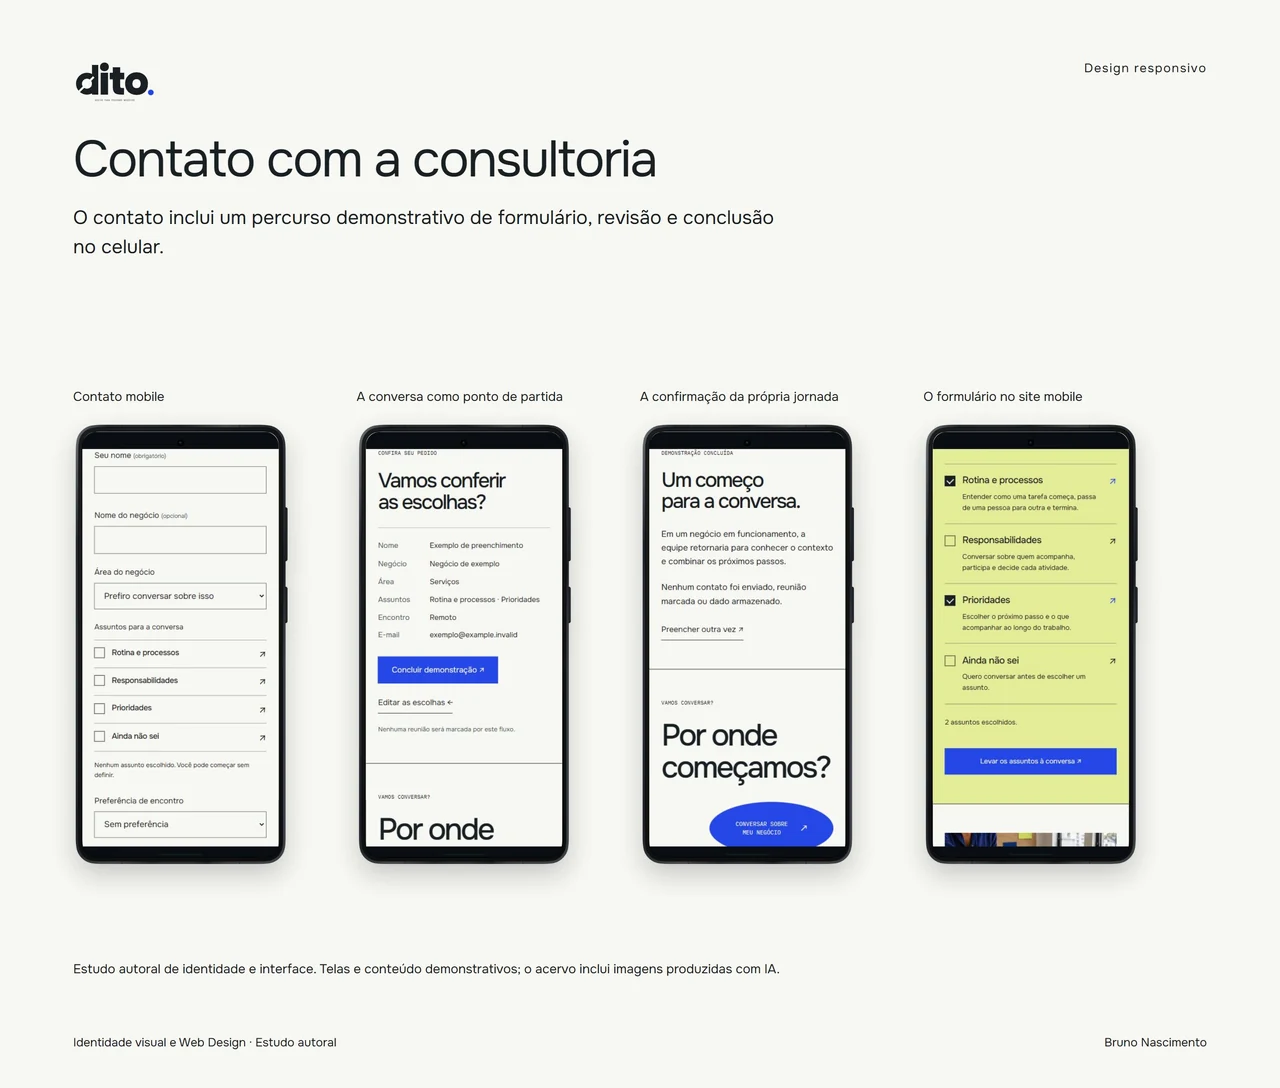 dito.
Design responsivo
Contato com a consultoria
O contato inclui um percurso demonstrativo de formulário, revisão e conclusão
no celular.
Contato mobile
Seu nome (obrigatório)
Nome do negócio (opcional)
Área do negócio
Prefiro conversar sobre isso
Assuntos para a conversa
Rotina e processos ↗
Responsabilidades ↗
Prioridades ↗
Ainda não sei ↗
Nenhum assunto escolhido. Você pode começar sem
definir.
Preferência de encontro
Sem preferência
A conversa como ponto de partida
CONFIRA SEU PEDIDO
Vamos conferir
as escolhas?
Nome Exemplo de preenchimento
Negócio Negócio de exemplo
Área Serviços
Assuntos Rotina e processos · Prioridades
Encontro Remoto
E-mail exemplo@example.invalid
Concluir demonstração ↗
Editar as escolhas ←
Nenhuma reunião será marcada por este fluxo.
VAMOS CONVERSAR?
Por onde
A confirmação da própria jornada
DEMONSTRAÇÃO CONCLUÍDA
Um começo
para a conversa.
Em um negócio em funcionamento, a
equipe retornaria para conhecer o contexto
e combinar os próximos passos.
Nenhum contato foi enviado, reunião
marcada ou dado armazenado.
Preencher outra vez ↗
VAMOS CONVERSAR?
Por onde
começamos?
CONVERSAR SOBRE
MEU NEGÓCIO ↗
O formulário no site mobile
Rotina e processos ↗
Entender como uma tarefa começa, passa
de uma pessoa para outra e termina.
Responsabilidades ↗
Conversar sobre quem acompanha,
participa e decide cada atividade.
Prioridades ↗
Escolher o próximo passo e o que
acompanhar ao longo do trabalho.
Ainda não sei ↗
Quero conversar antes de escolher um
assunto.
2 assuntos escolhidos.
Levar os assuntos à conversa ↗
Estudo autoral de identidade e interface. Telas e conteúdo demonstrativos; o acervo inclui imagens produzidas com IA.
Identidade visual e Web Design · Estudo autoral
Bruno Nascimento